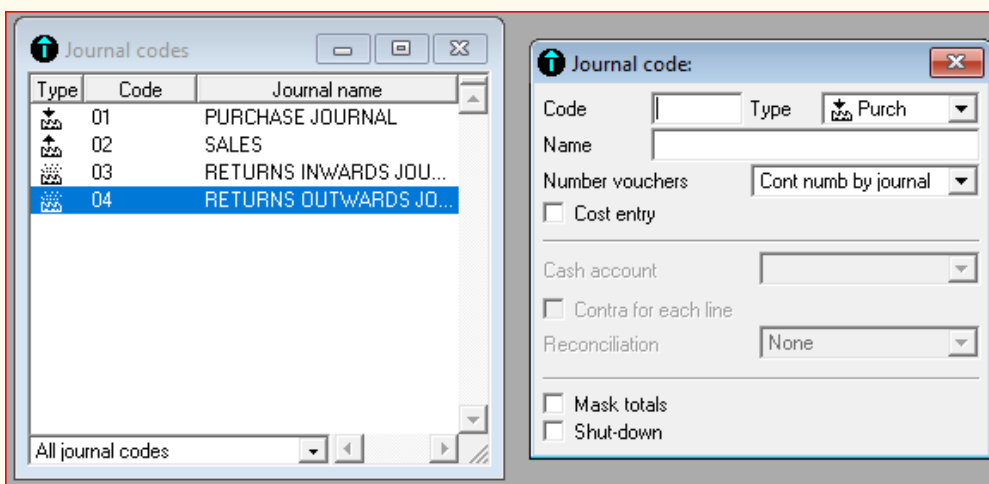 Journal codes
Type Code Journal name
01 PURCHASE JOURNAL
02 SALES
03 RETURNS INWARDS JOU...
04 RETURNS OUTWARDS JO...
All journal codes
Journal code:
Code Type Purch
Name
Number vouchers Cont numb by journal
Cost entry
Cash account
Contra for each line
Reconciliation None
Mask totals
Shut-down